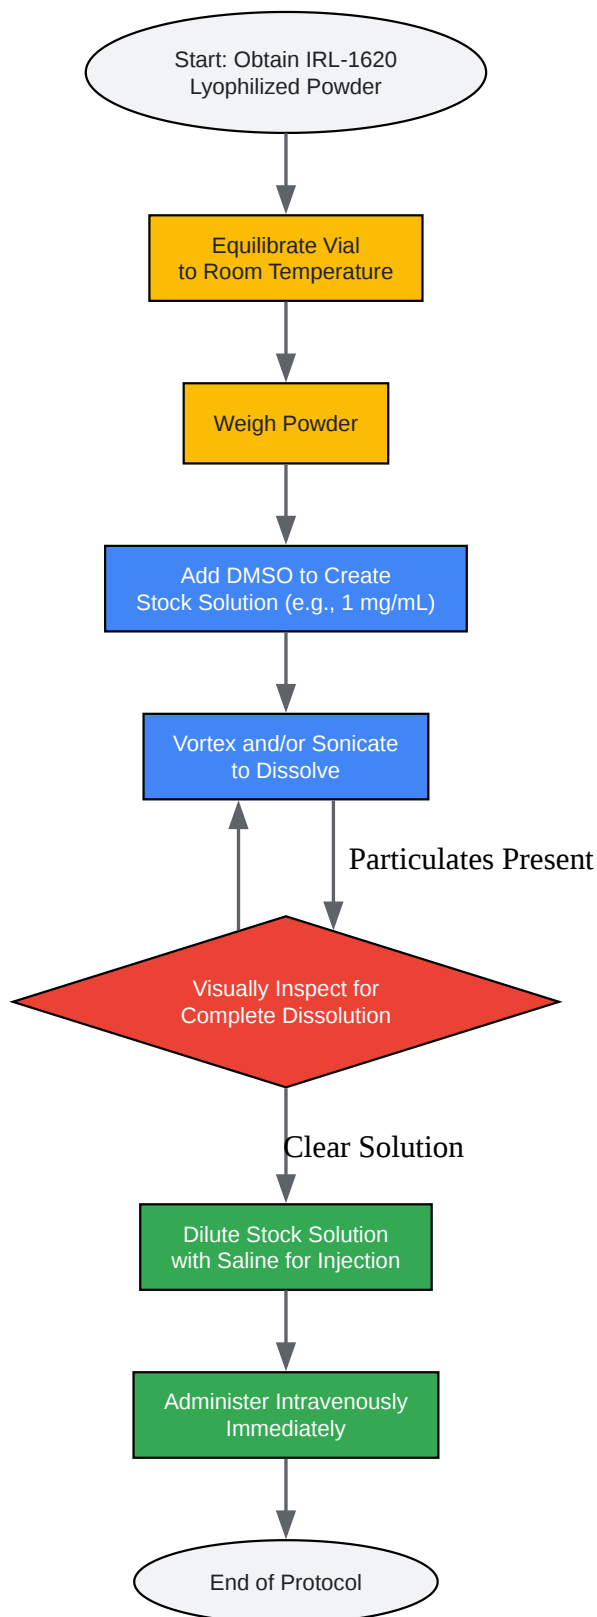 Start: Obtain IRL-1620
Lyophilized Powder
Equilibrate Vial
to Room Temperature
Weigh Powder
Add DMSO to Create
Stock Solution (e.g., 1 mg/mL)
Vortex and/or Sonicate
to Dissolve
Particulates Present
Visually Inspect for
Complete Dissolution
Clear Solution
Dilute Stock Solution
with Saline for Injection
Administer Intravenously
Immediately
End of Protocol